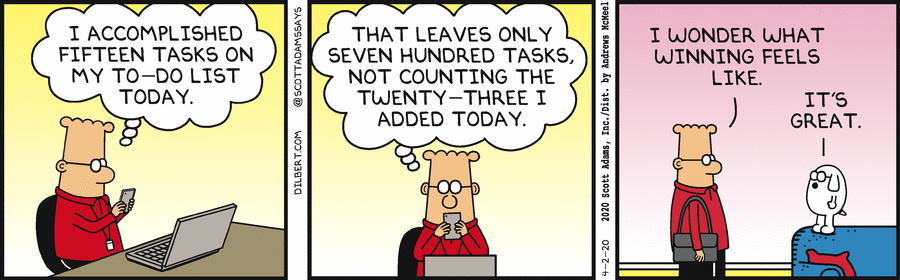 I ACCOMPLISHED
FIFTEEN TASKS ON
MY TO-DO LIST
TODAY.
DILBERT.COM @SCOTTADAMSSAYS
THAT LEAVES ONLY
SEVEN HUNDRED TASKS,
NOT COUNTING THE
TWENTY-THREE I
ADDED TODAY.
4-2-20 2020 Scott Adams, Inc./Dist. by Andrews McMeel
I WONDER WHAT
WINNING FEELS
LIKE.
IT'S
GREAT.